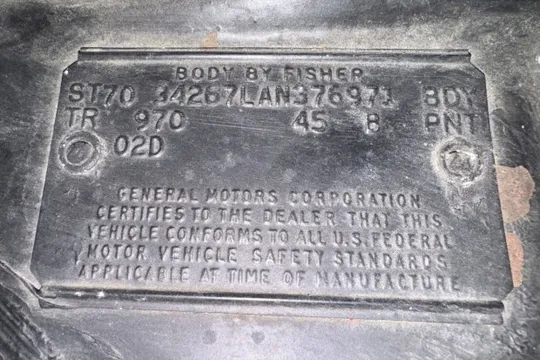 BODY BY FISHER
ST70 34267LAN376971 BDY
TR 970 45 B PNT
02D
GENERAL MOTORS CORPORATION
CERTIFIES TO THE DEALER THAT THIS
VEHICLE CONFORMS TO ALL U.S. FEDERAL
MOTOR VEHICLE SAFETY STANDARDS
APPLICABLE AT TIME OF MANUFACTURE